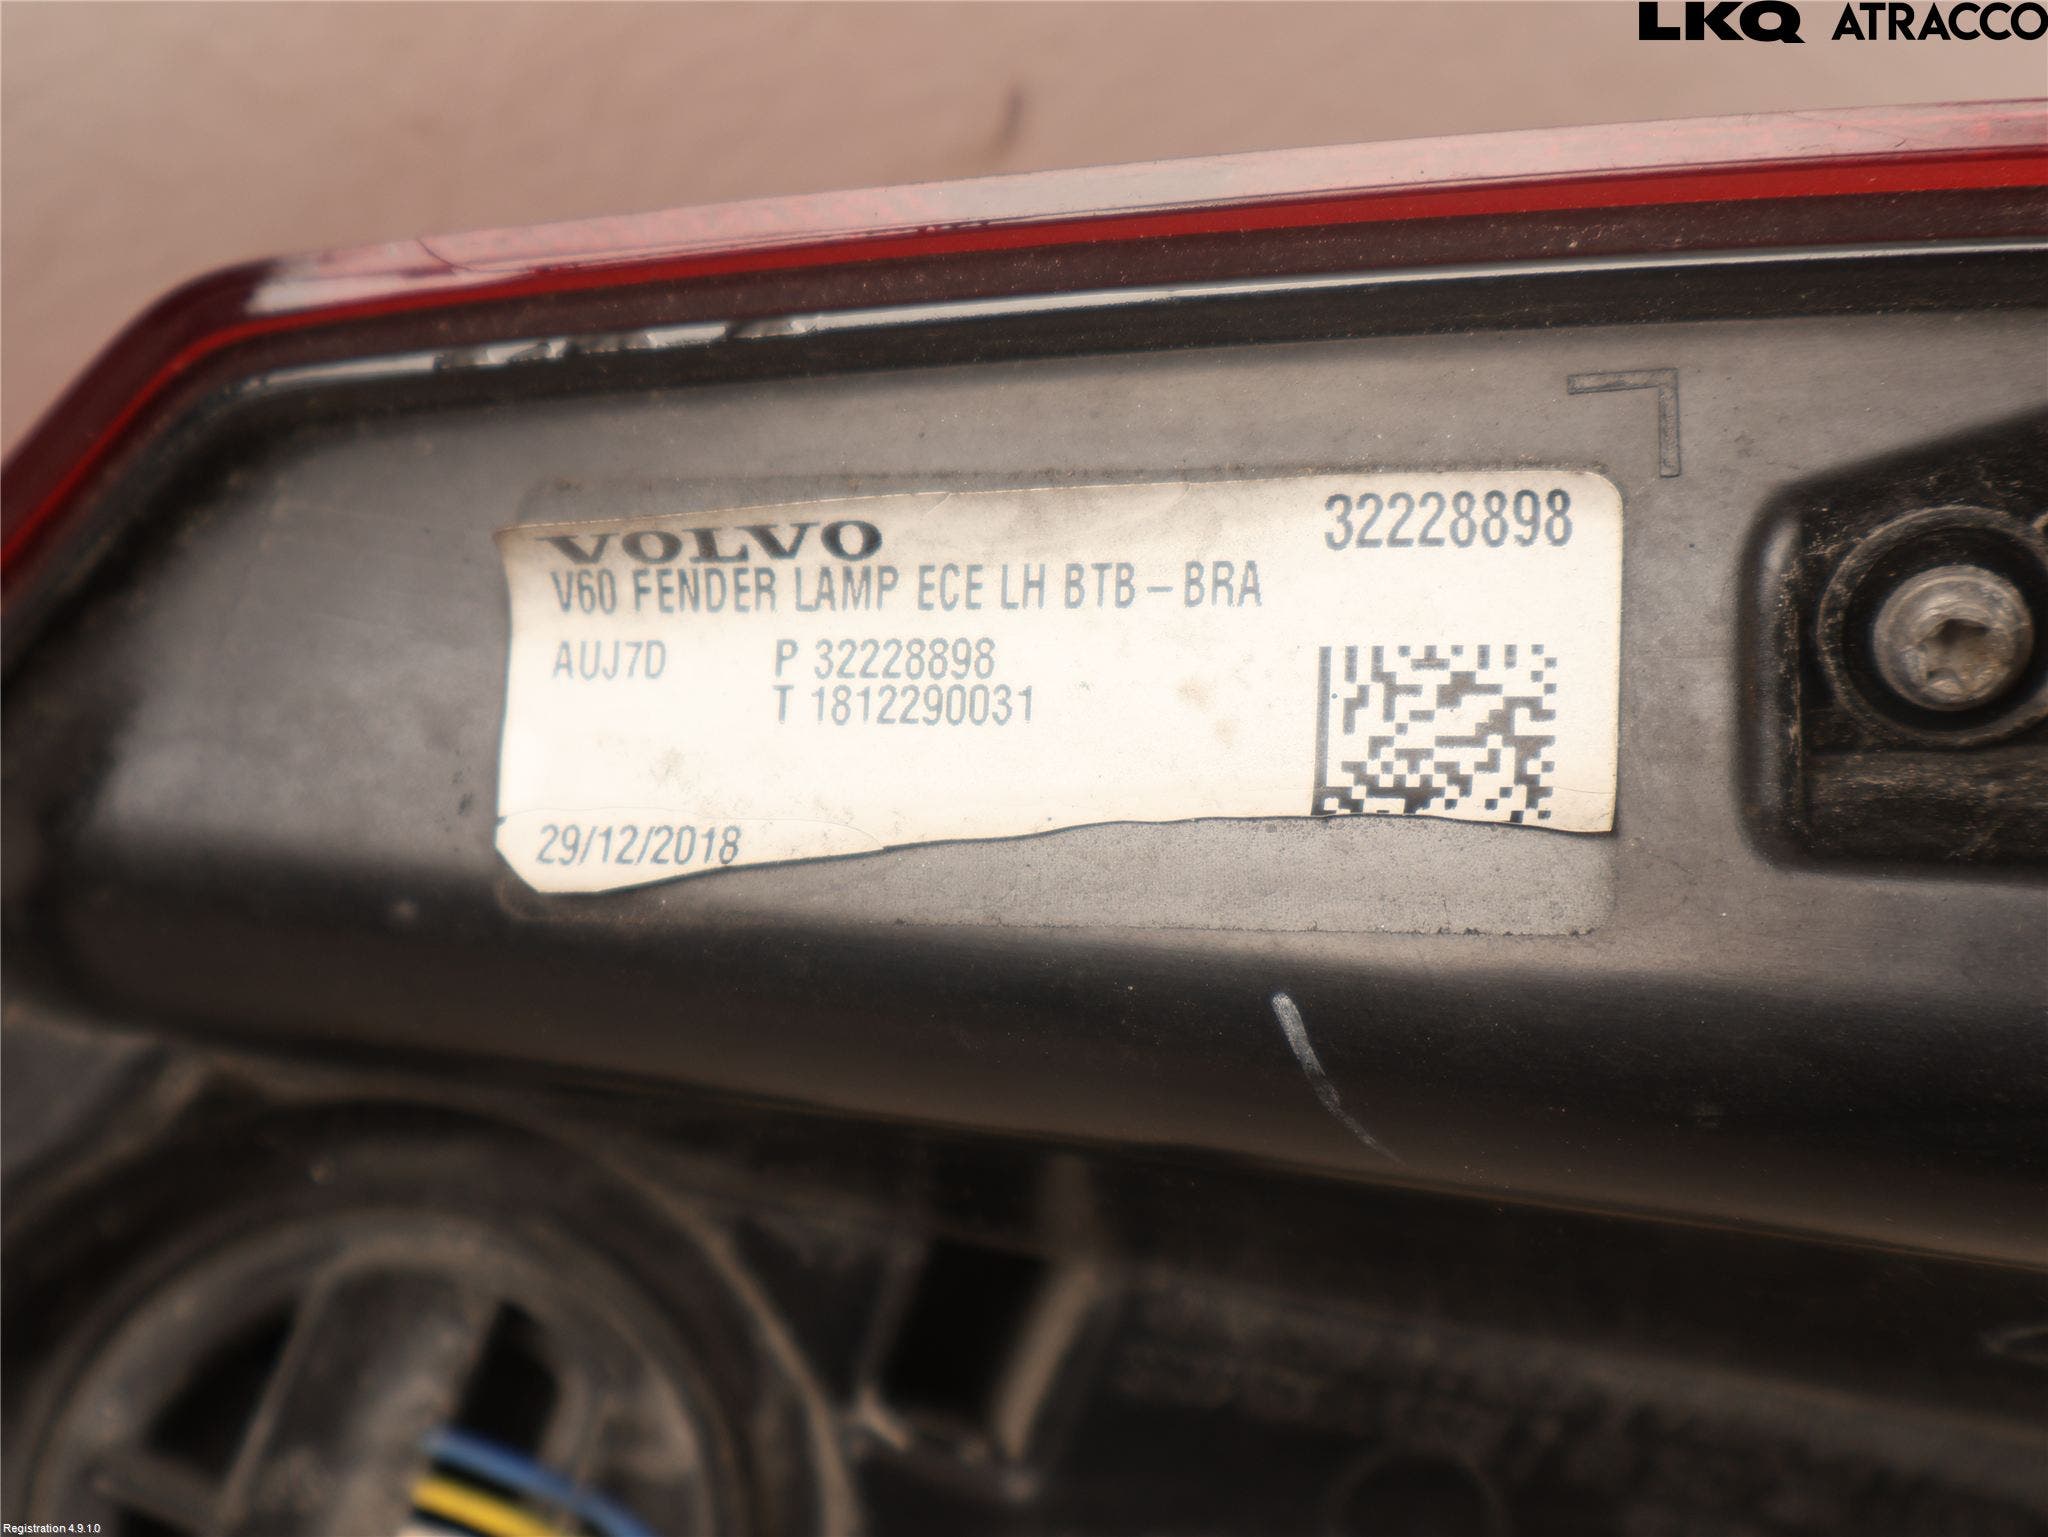 LKQ ATRACCO
VOLVO
32228898
V60 FENDER LAMP ECE LH BTB-BRA
AUJ7D
P 32228898
T 1812290031
29/12/2018
Registration 4.9.1.0